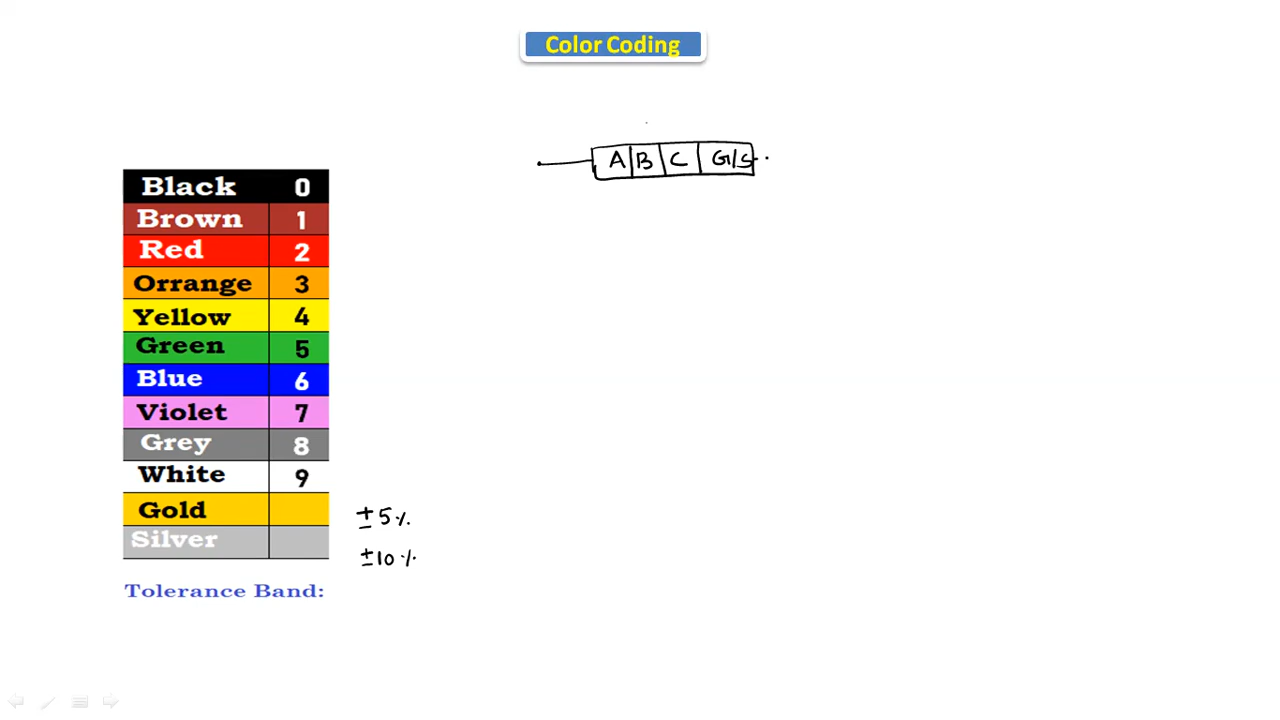 Color Coding
A B C G/S
Black 0
Brown 1
Red 2
Orrange 3
Yellow 4
Green 5
Blue 6
Violet 7
Grey 8
White 9
Gold ±5%
Silver ±10%
Tolerance Band: